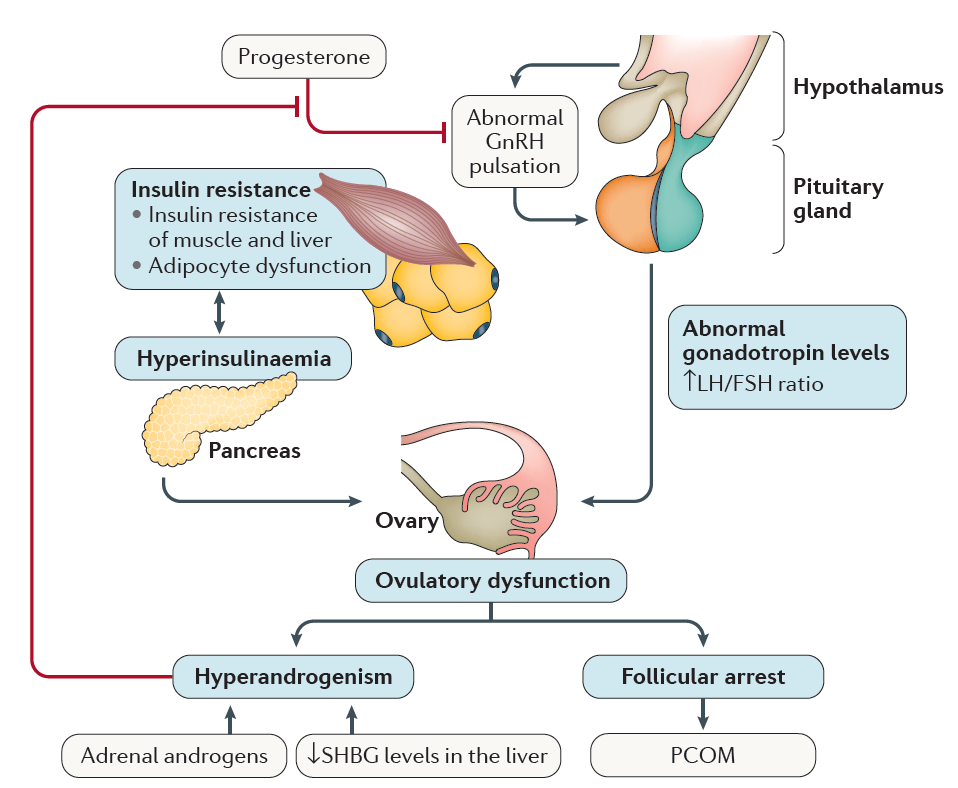 Progesterone
Hypothalamus
Abnormal
GnRH
pulsation
Pituitary
gland
Insulin resistance
• Insulin resistance
of muscle and liver
• Adipocyte dysfunction
Abnormal
gonadotropin levels
↑LH/FSH ratio
Hyperinsulinaemia
Pancreas
Ovary
Ovulatory dysfunction
Hyperandrogenism
Follicular arrest
Adrenal androgens
↓SHBG levels in the liver
PCOM